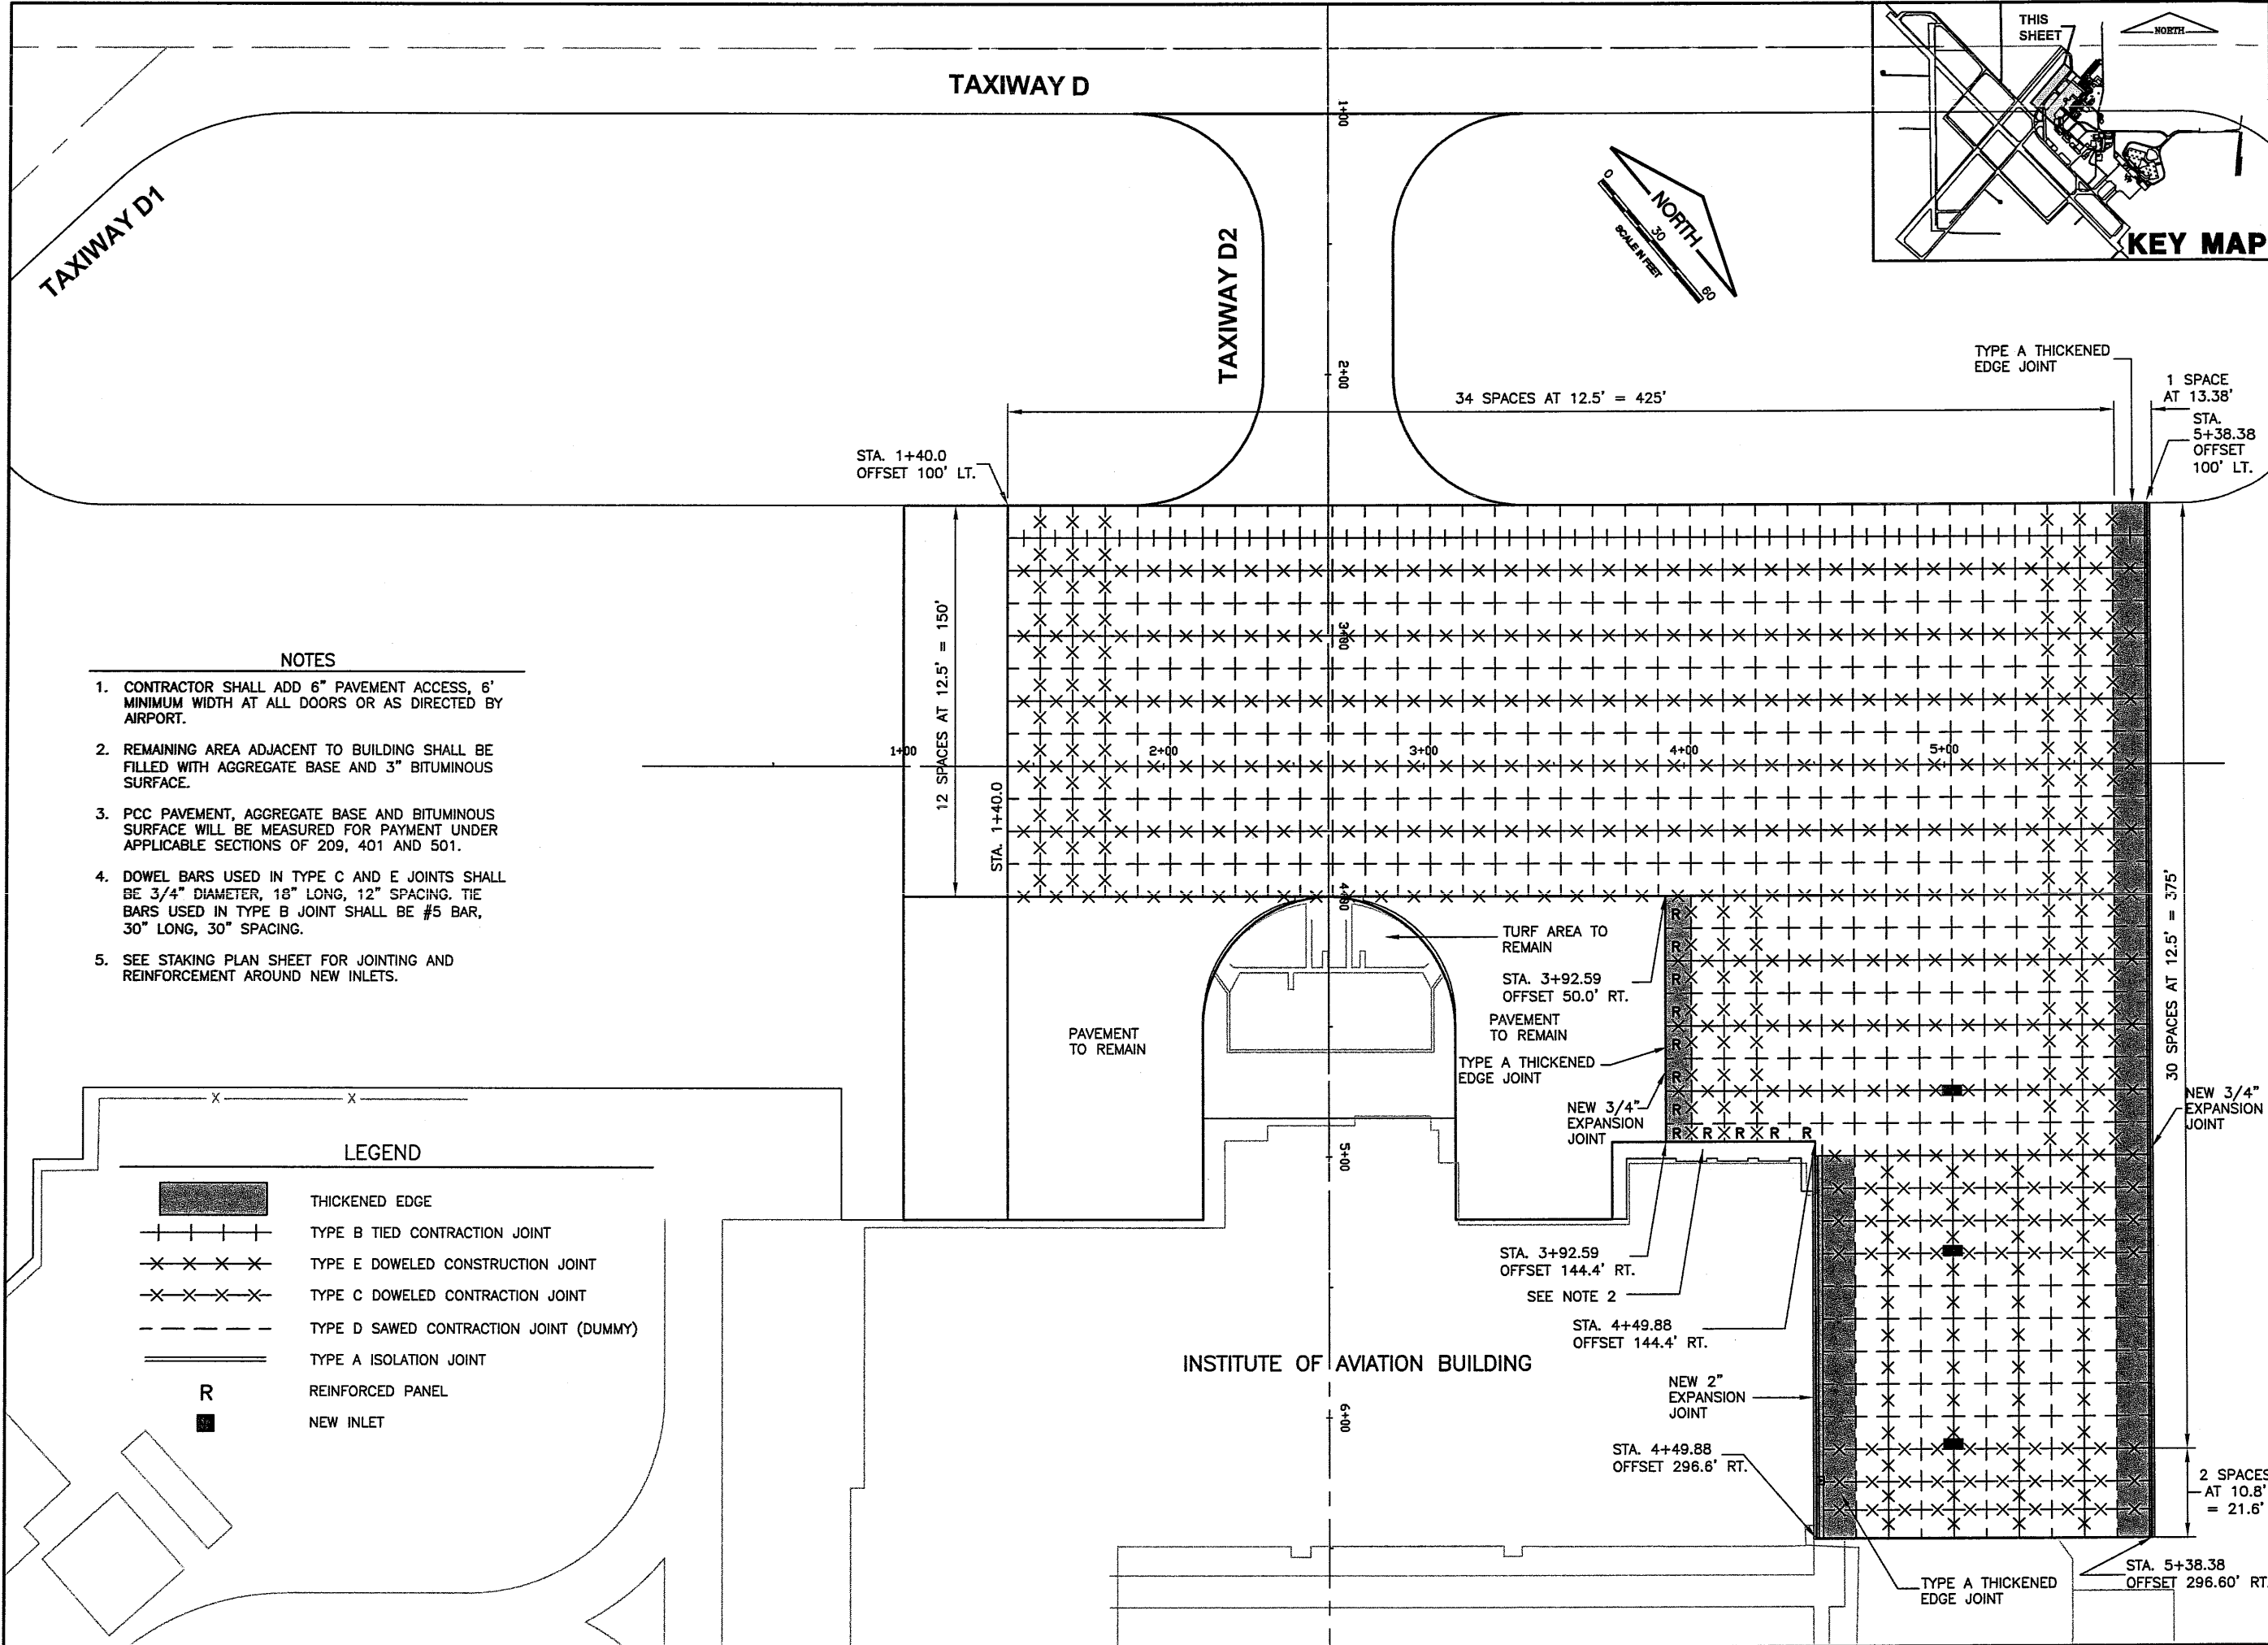 THIS
SHEET
NORTH
KEY MAP
TAXIWAY D
TAXIWAY D1
TAXIWAY D2
1+00
2+00
NORTH
0
30
60
SCALE IN FEET
TYPE A THICKENED
EDGE JOINT
1 SPACE
AT 13.38'
STA.
5+38.38
OFFSET
100' LT.
34 SPACES AT 12.5' = 425'
STA. 1+40.0
OFFSET 100' LT.
12 SPACES AT 12.5' = 150'
STA. 1+40.0
1+00
2+00
3+00
4+00
5+00
3+00
4+00
5+00
6+00
NOTES
1. CONTRACTOR SHALL ADD 6" PAVEMENT ACCESS, 6'
MINIMUM WIDTH AT ALL DOORS OR AS DIRECTED BY
AIRPORT.
2. REMAINING AREA ADJACENT TO BUILDING SHALL BE
FILLED WITH AGGREGATE BASE AND 3" BITUMINOUS
SURFACE.
3. PCC PAVEMENT, AGGREGATE BASE AND BITUMINOUS
SURFACE WILL BE MEASURED FOR PAYMENT UNDER
APPLICABLE SECTIONS OF 209, 401 AND 501.
4. DOWEL BARS USED IN TYPE C AND E JOINTS SHALL
BE 3/4" DIAMETER, 18" LONG, 12" SPACING. TIE
BARS USED IN TYPE B JOINT SHALL BE #5 BAR,
30" LONG, 30" SPACING.
5. SEE STAKING PLAN SHEET FOR JOINTING AND
REINFORCEMENT AROUND NEW INLETS.
TURF AREA TO
REMAIN
STA. 3+92.59
OFFSET 50.0' RT.
PAVEMENT
TO REMAIN
PAVEMENT
TO REMAIN
TYPE A THICKENED
EDGE JOINT
NEW 3/4"
EXPANSION
JOINT
R
R
R
R
R
R
R
R R R R R
30 SPACES AT 12.5' = 375'
NEW 3/4"
EXPANSION
JOINT
LEGEND
THICKENED EDGE
TYPE B TIED CONTRACTION JOINT
TYPE E DOWELED CONSTRUCTION JOINT
TYPE C DOWELED CONTRACTION JOINT
TYPE D SAWED CONTRACTION JOINT (DUMMY)
TYPE A ISOLATION JOINT
R REINFORCED PANEL
NEW INLET
STA. 3+92.59
OFFSET 144.4' RT.
SEE NOTE 2
STA. 4+49.88
OFFSET 144.4' RT.
INSTITUTE OF AVIATION BUILDING
NEW 2"
EXPANSION
JOINT
STA. 4+49.88
OFFSET 296.6' RT.
2 SPACES
AT 10.8'
= 21.6'
TYPE A THICKENED
EDGE JOINT
STA. 5+38.38
OFFSET 296.60' RT.